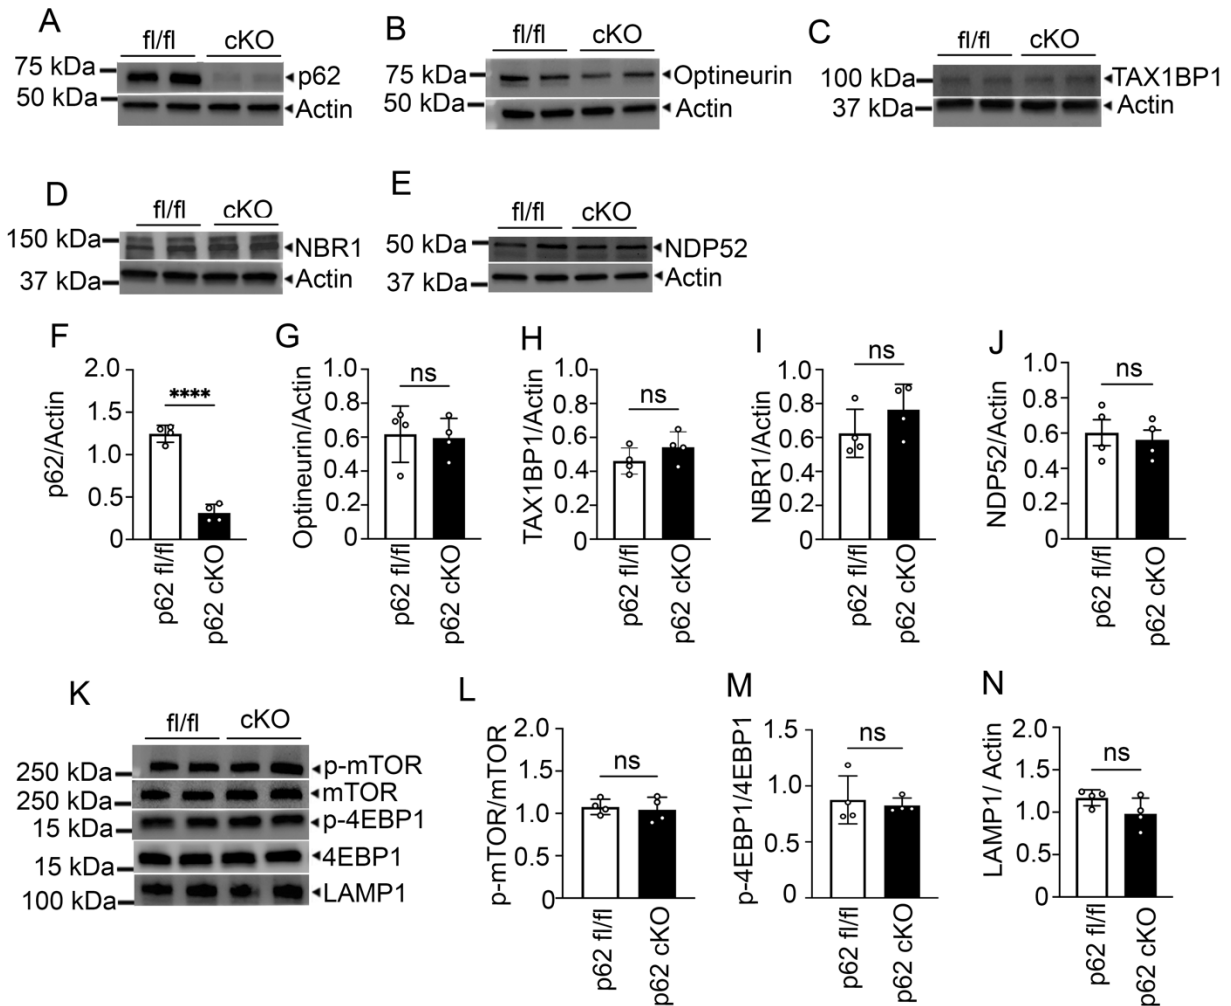 A
fl/fl cKO
75 kDa
p62
50 kDa
Actin
B
fl/fl cKO
75 kDa
Optineurin
50 kDa
Actin
C
fl/fl cKO
100 kDa
TAX1BP1
37 kDa
Actin
D
fl/fl cKO
150 kDa
NBR1
37 kDa
Actin
E
fl/fl cKO
50 kDa
NDP52
37 kDa
Actin
F
p62/Actin
2.0
1.5
1.0
0.5
0
****
p62 fl/fl
p62 cKO
G
Optineurin/Actin
1.0
0.8
0.6
0.4
0.2
0
ns
p62 fl/fl
p62 cKO
H
TAX1BP1/Actin
1.0
0.8
0.6
0.4
0.2
0
ns
p62 fl/fl
p62 cKO
I
NBR1/Actin
1.0
0.8
0.6
0.4
0.2
0
ns
p62 fl/fl
p62 cKO
J
NDP52/Actin
1.0
0.8
0.6
0.4
0.2
0
ns
p62 fl/fl
p62 cKO
K
fl/fl cKO
250 kDa
p-mTOR
250 kDa
mTOR
15 kDa
p-4EBP1
15 kDa
4EBP1
100 kDa
LAMP1
L
p-mTOR/mTOR
2.0
1.5
1.0
0.5
0
ns
p62 fl/fl
p62 cKO
M
p-4EBP1/4EBP1
1.5
1.0
0.5
0
ns
p62 fl/fl
p62 cKO
N
LAMP1/ Actin
2.0
1.5
1.0
0.5
0
ns
p62 fl/fl
p62 cKO